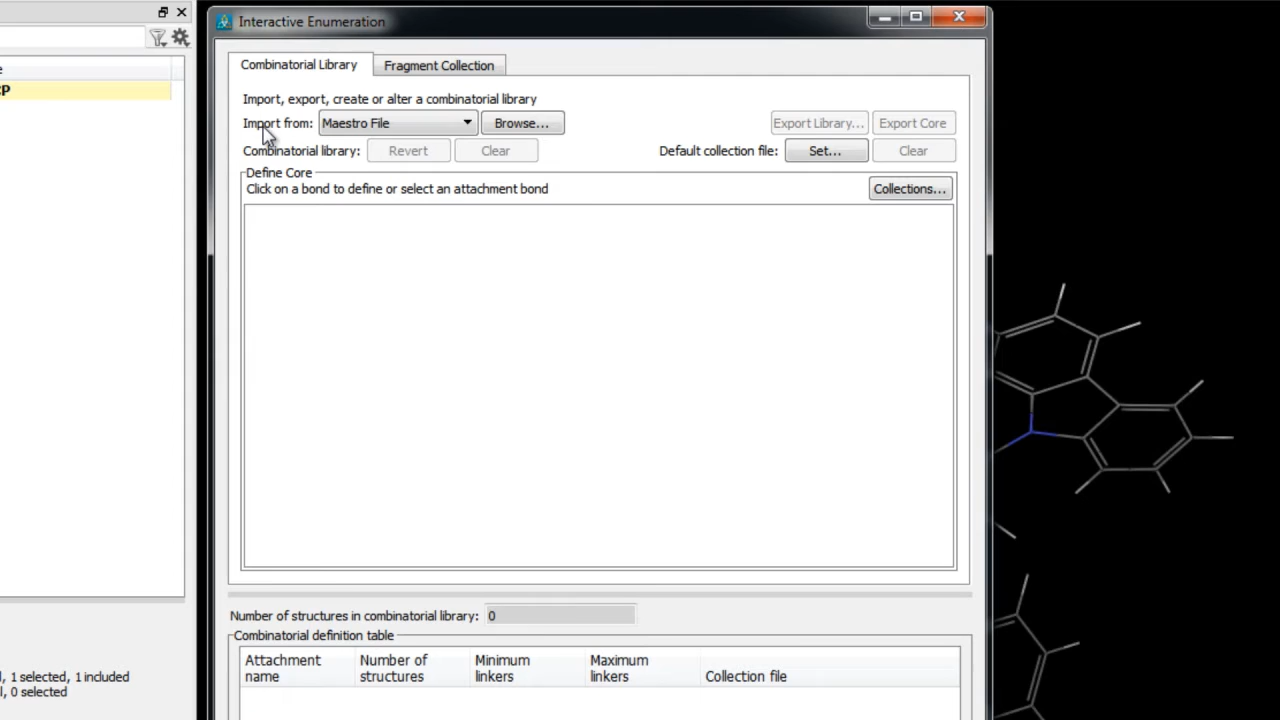 Interactive Enumeration
e
Combinatorial Library Fragment Collection
P
Import, export, create or alter a combinatorial library
Import from: Maestro File Browse... Export Library... Export Core
Combinatorial library: Revert Clear Default collection file: Set... Clear
Define Core
Click on a bond to define or select an attachment bond Collections...
Number of structures in combinatorial library: 0
Combinatorial definition table
Attachment name Number of structures Minimum linkers Maximum linkers Collection file
, 1 selected, 1 included
, 0 selected